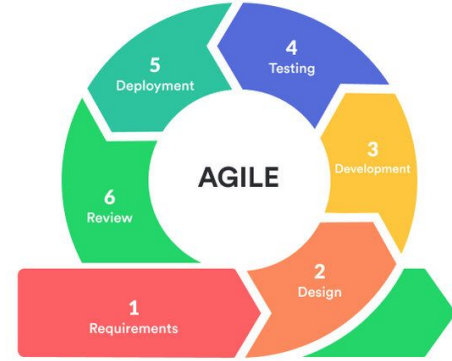 AGILE
1
Requirements
2
Design
3
Development
4
Testing
5
Deployment
6
Review